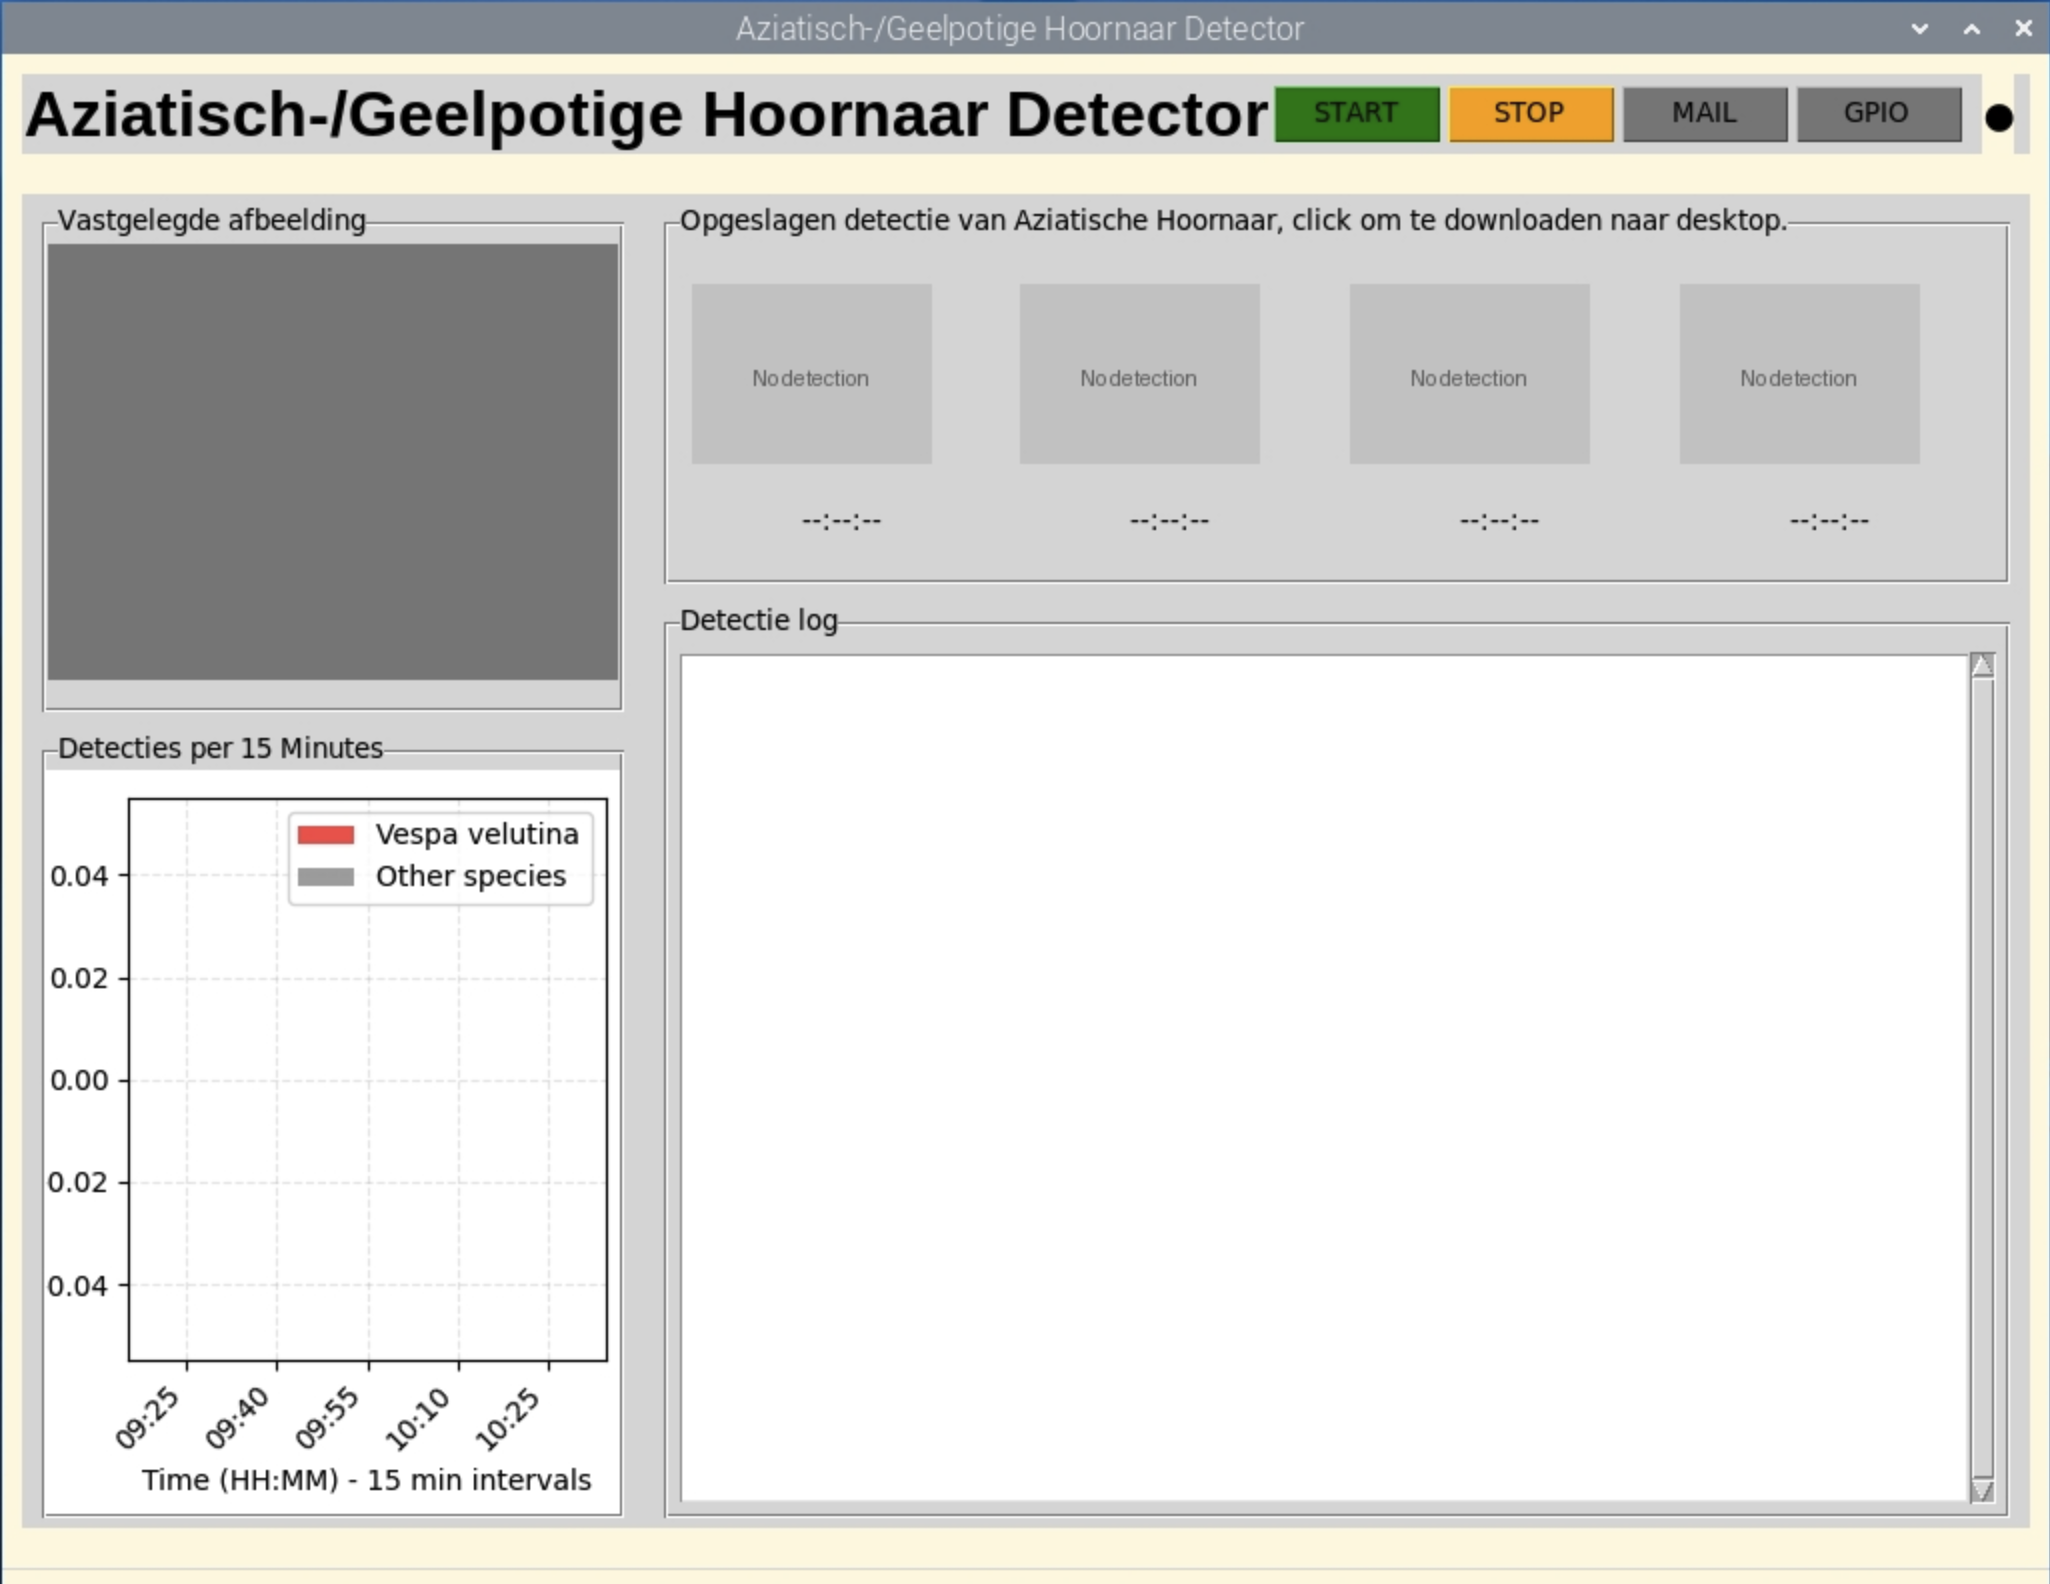 Aziatisch-/Geelpotige Hoornaar Detector
Aziatisch-/Geelpotige Hoornaar Detector
START
STOP
MAIL
GPIO
Vastgelegde afbeelding
Opgeslagen detectie van Aziatische Hoornaar, click om te downloaden naar desktop.
No detection
No detection
No detection
No detection
--:--:--
--:--:--
--:--:--
--:--:--
Detecties per 15 Minutes
Vespa velutina
Other species
0.04
0.02
0.00
0.02
0.04
09:25
09:40
09:55
10:10
10:25
Time (HH:MM) - 15 min intervals
Detectie log